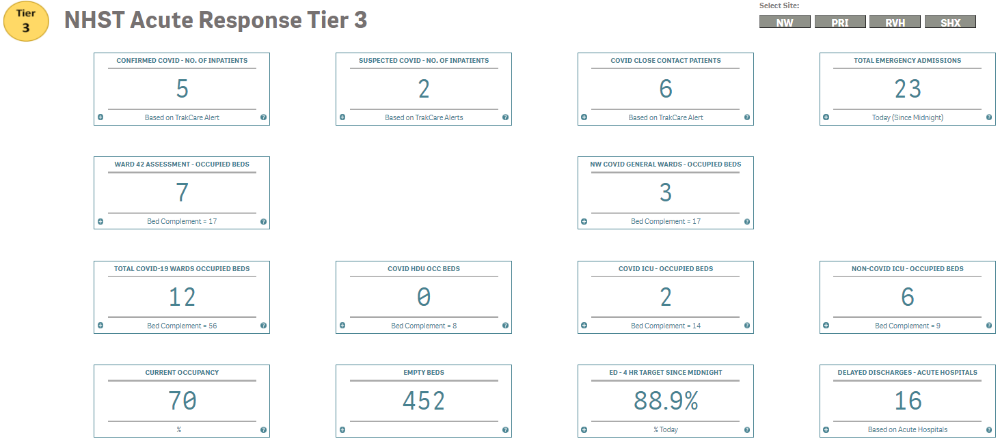 Tier
3
NHST Acute Response Tier 3
Select Site:
NW PRI RVH SHX
CONFIRMED COVID - NO. OF INPATIENTS
5
Based on TrakCare Alert
SUSPECTED COVID - NO. OF INPATIENTS
2
Based on TrakCare Alerts
COVID CLOSE CONTACT PATIENTS
6
Based on TrakCare Alert
TOTAL EMERGENCY ADMISSIONS
23
Today (Since Midnight)
WARD 42 ASSESSMENT - OCCUPIED BEDS
7
Bed Complement = 17
NW COVID GENERAL WARDS - OCCUPIED BEDS
3
Bed Complement = 17
TOTAL COVID-19 WARDS OCCUPIED BEDS
12
Bed Complement = 56
COVID HDU OCC BEDS
0
Bed Complement = 8
COVID ICU - OCCUPIED BEDS
2
Bed Complement = 14
NON-COVID ICU - OCCUPIED BEDS
6
Bed Complement = 9
CURRENT OCCUPANCY
70
%
EMPTY BEDS
452
ED - 4 HR TARGET SINCE MIDNIGHT
88.9%
% Today
DELAYED DISCHARGES - ACUTE HOSPITALS
16
Based on Acute Hospitals